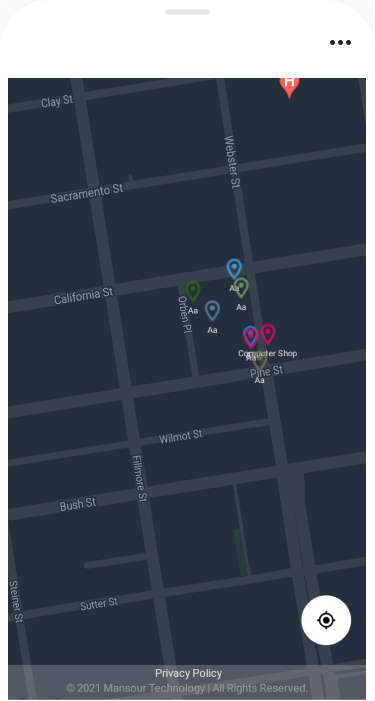 H
Clay St
Webster St
Sacramento St
California St
Aa
Aa
Aa
Orben Pl
Aa
Computer Shop
Aa
Pine St
Aa
Wilmot St
Fillmore St
Bush St
Steiner St
Sutter St
Privacy Policy
© 2021 Mansour Technology | All Rights Reserved.